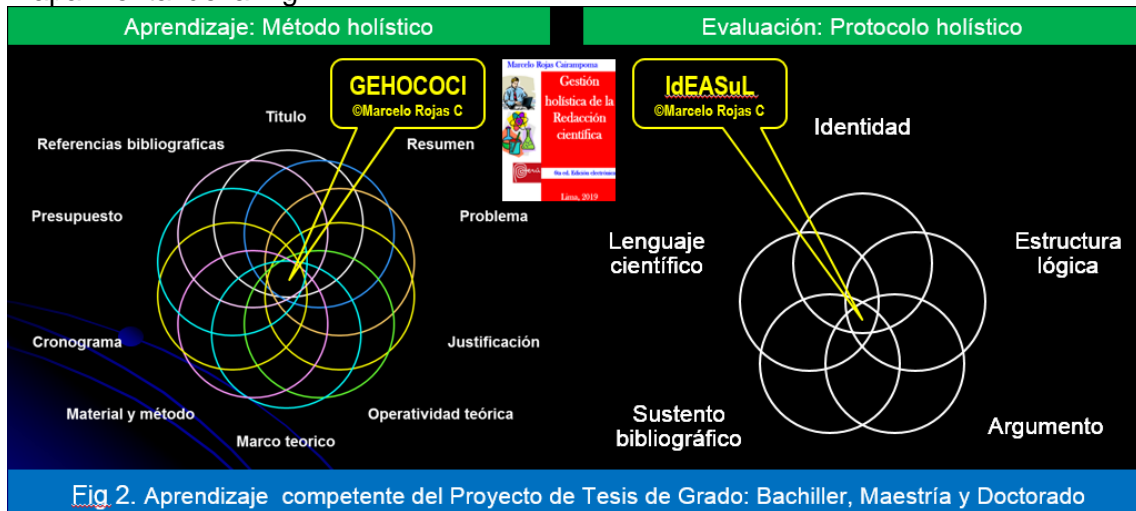 Aprendizaje: Método holístico
Evaluación: Protocolo holístico
GEHOCOCI
©Marcelo Rojas C
Marcelo Rojas Cairampoma
Gestión
holística de la
Redacción
científica
Perú
Lima, 2019
IdEASuL
©Marcelo Rojas C
Titulo
Resumen
Referencias bibliograficas
Presupuesto
Problema
Cronograma
Justificación
Material y método
Operatividad teórica
Marco teorico
Identidad
Lenguaje
científico
Estructura
lógica
Sustento
bibliográfico
Argumento
Fig 2. Aprendizaje competente del Proyecto de Tesis de Grado: Bachiller, Maestría y Doctorado